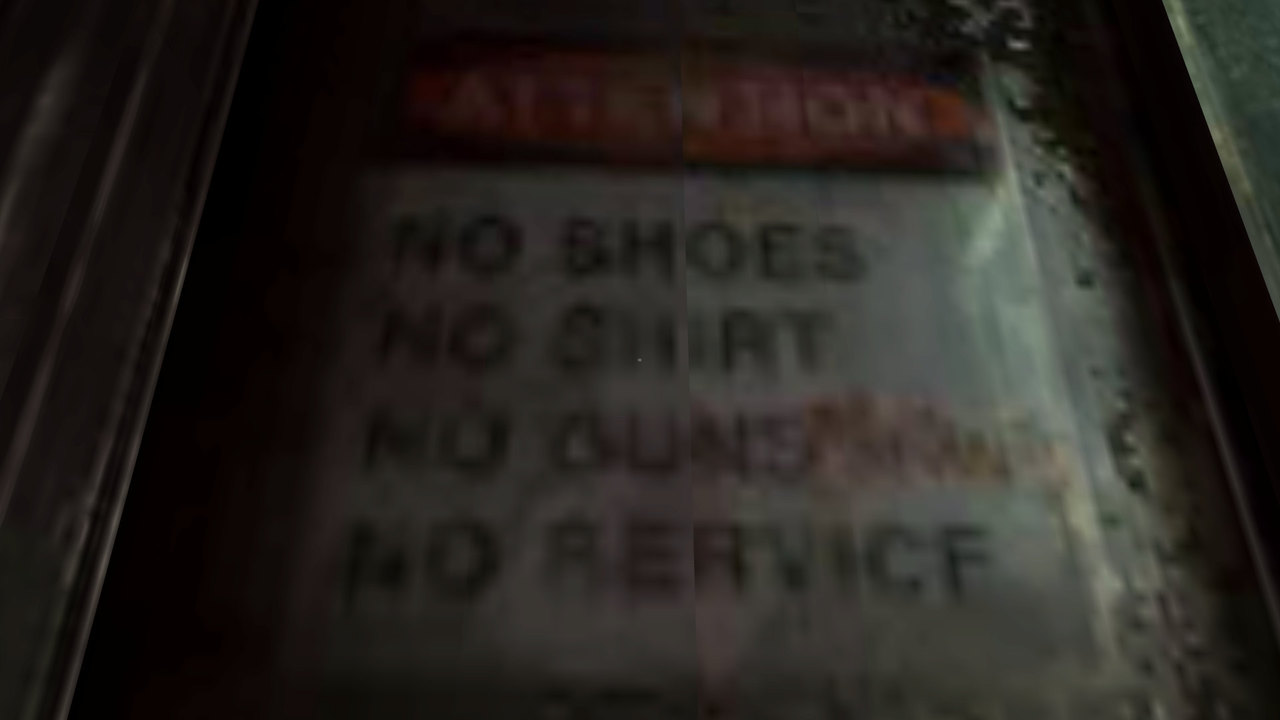 ATTENTION
NO SHOES
NO SHIRT
NO GUNS
NO SERVICE